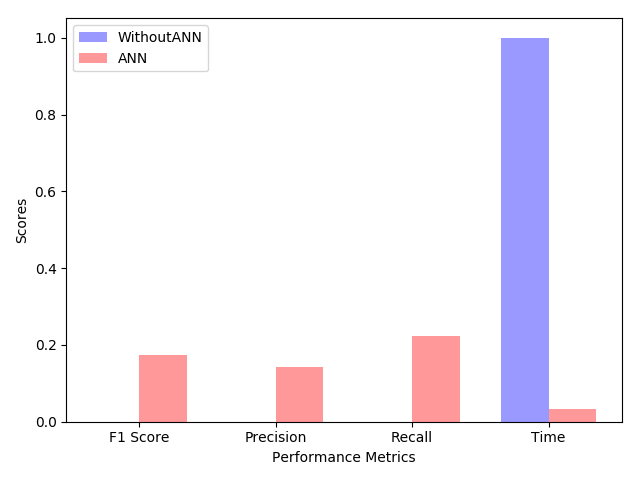 WithoutANN
ANN
1.0
0.8
0.6
0.4
0.2
0.0
Scores
F1 Score
Precision
Recall
Time
Performance Metrics